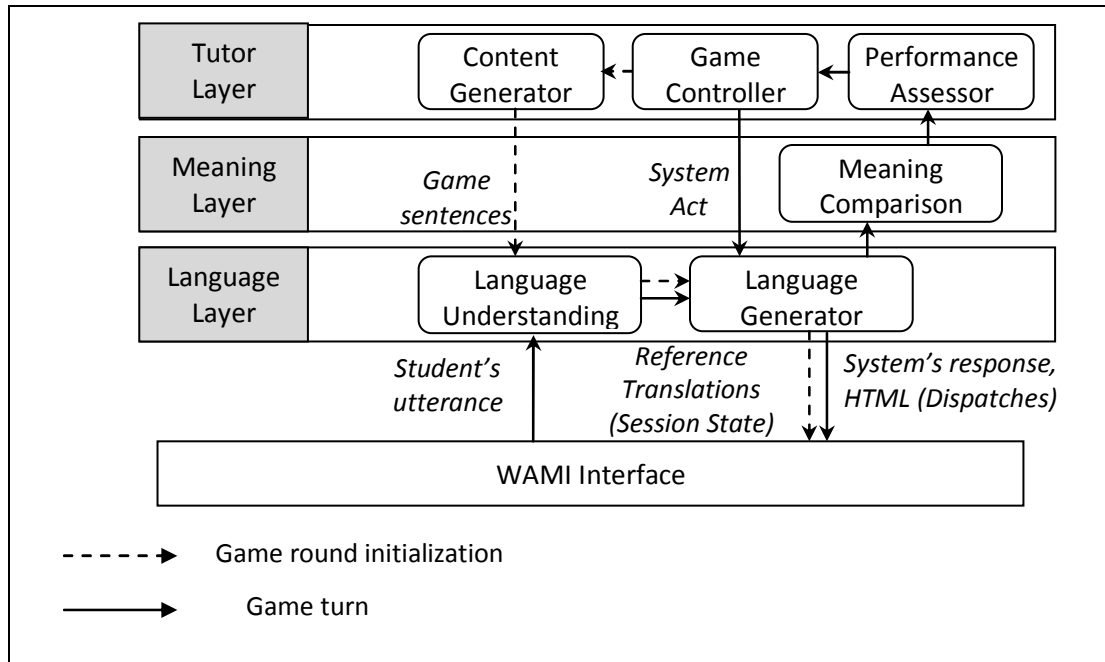 Tutor
Layer
Content
Generator
Game
Controller
Performance
Assessor
Meaning
Layer
Game
sentences
System
Act
Meaning
Comparison
Language
Layer
Language
Understanding
Language
Generator
Student’s
utterance
Reference
Translations
(Session State)
System’s response,
HTML (Dispatches)
WAMI Interface
Game round initialization
Game turn